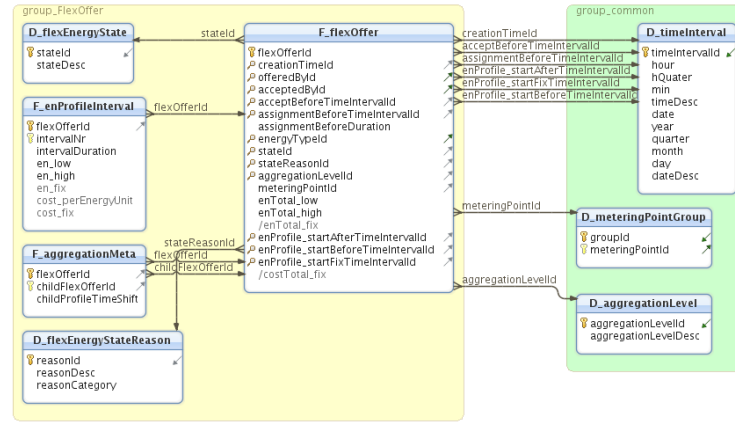 group_FlexOffer
D_flexEnergyState
stateId
stateDesc
stateId
F_enProfileInterval
flexOfferId
intervalNr
intervalDuration
en_low
en_high
en_fix
cost_perEnergyUnit
cost_fix
flexOfferId
F_aggregationMeta
flexOfferId
childFlexOfferId
childProfileTimeShift
stateReasonId
flexOfferId
childFlexOfferId
D_flexEnergyStateReason
reasonId
reasonDesc
reasonCategory
F_flexOffer
flexOfferId
creationTimeId
offeredById
acceptedById
acceptBeforeTimeIntervalId
assignmentBeforeTimeIntervalId
assignmentBeforeDuration
energyTypeId
stateId
stateReasonId
aggregationLevelId
meteringPointId
enTotal_low
enTotal_high
/enTotal_fix
enProfile_startAfterTimeIntervalId
enProfile_startBeforeTimeIntervalId
enProfile_startFixTimeIntervalId
/costTotal_fix
creationTimeId
acceptBeforeTimeIntervalId
assignmentBeforeTimeIntervalId
enProfile_startAfterTimeIntervalId
enProfile_startFixTimeIntervalId
enProfile_startBeforeTimeIntervalId
meteringPointId
aggregationLevelId
group_common
D_timeInterval
timeIntervalId
hour
hQuater
min
timeDesc
date
year
quarter
month
day
dateDesc
D_meteringPointGroup
groupId
meteringPointId
D_aggregationLevel
aggregationLevelId
aggregationLevelDesc